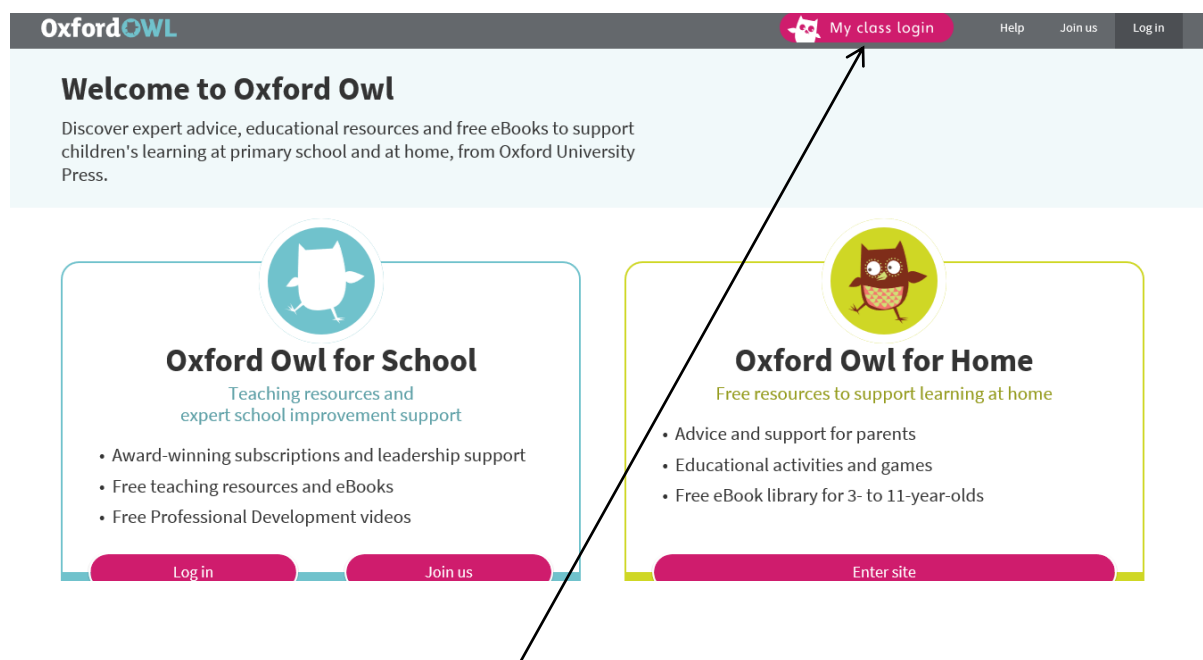 OxfordOWL
My class login
Help
Join us
Log in
Welcome to Oxford Owl
Discover expert advice, educational resources and free eBooks to support
children's learning at primary school and at home, from Oxford University
Press.
Oxford Owl for School
Teaching resources and
expert school improvement support
• Award-winning subscriptions and leadership support
• Free teaching resources and eBooks
• Free Professional Development videos
Log in
Join us
Oxford Owl for Home
Free resources to support learning at home
• Advice and support for parents
• Educational activities and games
• Free eBook library for 3- to 11-year-olds
Enter site